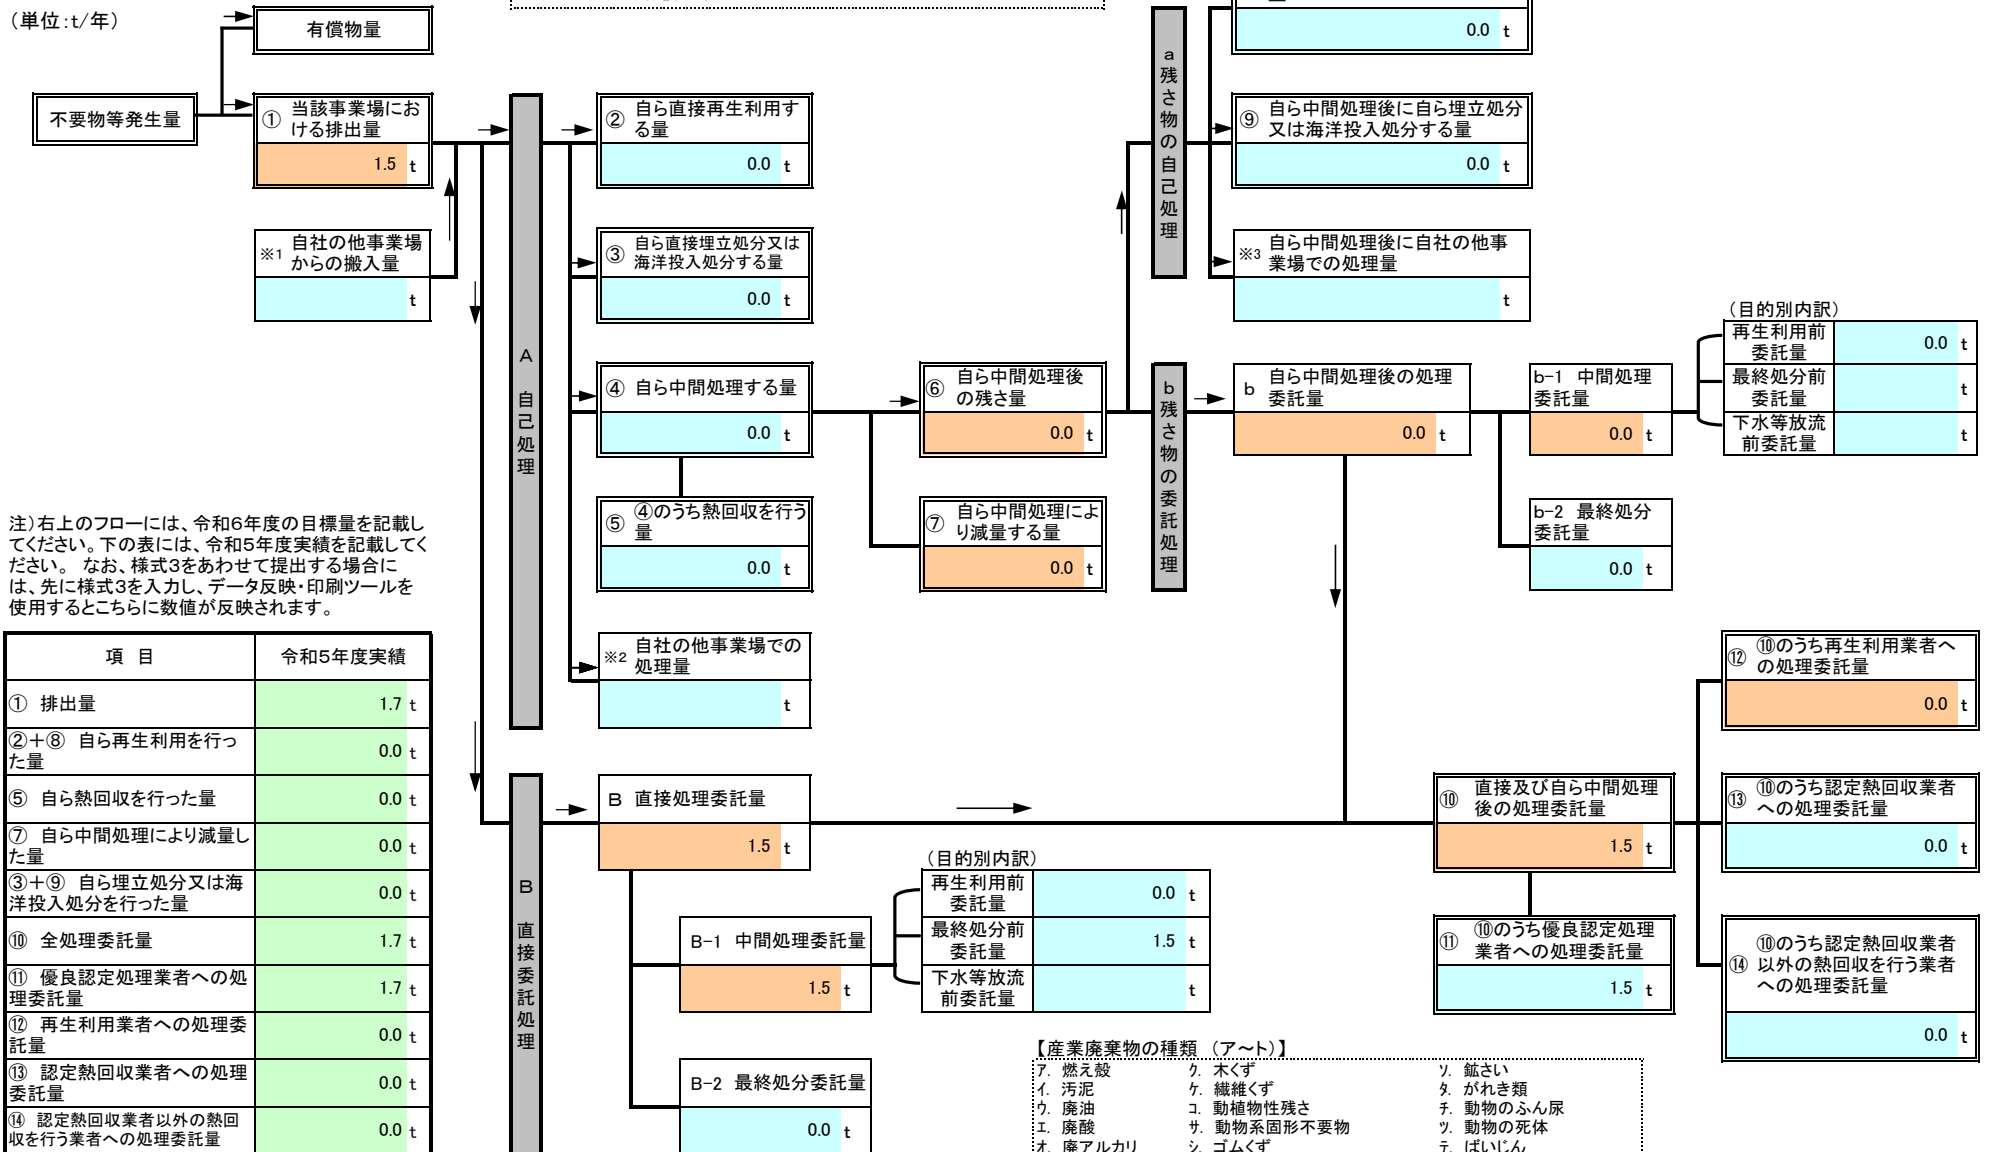 （単位:t/年）
有償物量
不要物等発生量
① 当該事業場にお
ける排出量
1.5 t
※1 自社の他事業場
からの搬入量
t
A 自己処理
② 自ら直接再生利用す
る量
0.0 t
③ 自ら直接埋立処分又は
海洋投入処分する量
0.0 t
④ 自ら中間処理する量
0.0 t
⑤ ④のうち熱回収を行う
量
0.0 t
※2 自社の他事業場での
処理量
t
⑥ 自ら中間処理後
の残さ量
0.0 t
⑦ 自ら中間処理によ
り減量する量
0.0 t
a 残さ物の自己処理
0.0 t
⑨ 自ら中間処理後に自ら埋立処分
又は海洋投入処分する量
0.0 t
※3 自ら中間処理後に自社の他事
業場での処理量
t
b 残さ物の委託処理
b 自ら中間処理後の処理
委託量
0.0 t
b-1 中間処理
委託量
0.0 t
b-2 最終処分
委託量
0.0 t
（目的別内訳）
再生利用前
委託量
0.0 t
最終処分前
委託量
t
下水等放流
前委託量
t
注）右上のフローには、令和6年度の目標量を記載し
てください。下の表には、令和5年度実績を記載してく
ださい。 なお、様式3をあわせて提出する場合に
は、先に様式3を入力し、データ反映・印刷ツールを
使用するとこちらに数値が反映されます。
項 目 令和5年度実績
① 排出量 1.7 t
②＋⑧ 自ら再生利用を行っ
た量 0.0 t
⑤ 自ら熱回収を行った量 0.0 t
⑦ 自ら中間処理により減量し
た量 0.0 t
③＋⑨ 自ら埋立処分又は海
洋投入処分を行った量 0.0 t
⑩ 全処理委託量 1.7 t
⑪ 優良認定処理業者への処
理委託量 1.7 t
⑫ 再生利用業者への処理委
託量 0.0 t
⑬ 認定熱回収業者への処理
委託量 0.0 t
⑭ 認定熱回収業者以外の熱回
収を行う業者への処理委託量 0.0 t
B 直接委託処理
B 直接処理委託量
1.5 t
B-1 中間処理委託量
1.5 t
B-2 最終処分委託量
0.0 t
（目的別内訳）
再生利用前
委託量
0.0 t
最終処分前
委託量
1.5 t
下水等放流
前委託量
t
⑩ 直接及び自ら中間処理
後の処理委託量
1.5 t
⑪ ⑩のうち優良認定処理
業者への処理委託量
1.5 t
⑫ ⑩のうち再生利用業者へ
の処理委託量
0.0 t
⑬ ⑩のうち認定熱回収業者
への処理委託量
0.0 t
⑭ ⑩のうち認定熱回収業者
以外の熱回収を行う業者
への処理委託量
0.0 t
【産業廃棄物の種類 （ア～ト）】
ｱ. 燃え殻 ｸ. 木くず ｿ. 鉱さい
ｲ. 汚泥 ｹ. 繊維くず ﾀ. がれき類
ｳ. 廃油 ｺ. 動植物性残さ ﾁ. 動物のふん尿
ｴ. 廃酸 ｻ. 動物系固形不要物 ﾂ. 動物の死体
ｵ. 廃アルカリ ｼ. ゴムくず ﾃ. ばいじん